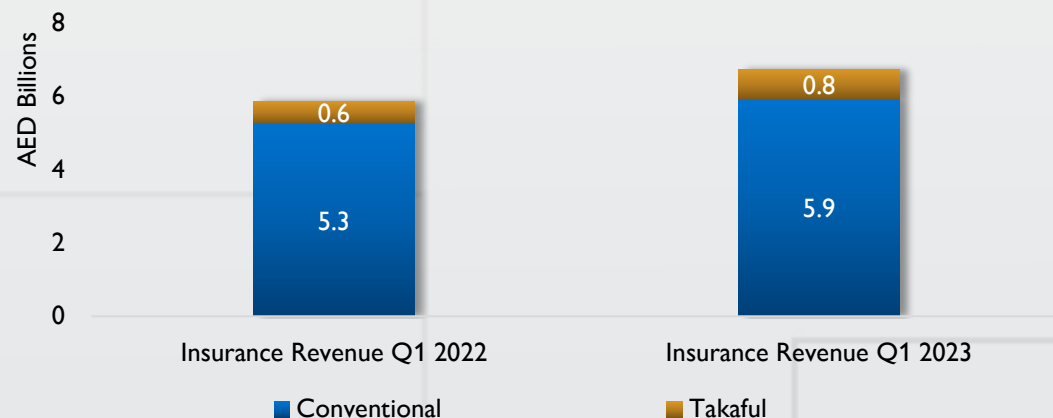 AED Billions
8
6
4
2
0
0.6
5.3
0.8
5.9
Insurance Revenue Q1 2022
Insurance Revenue Q1 2023
Conventional
Takaful